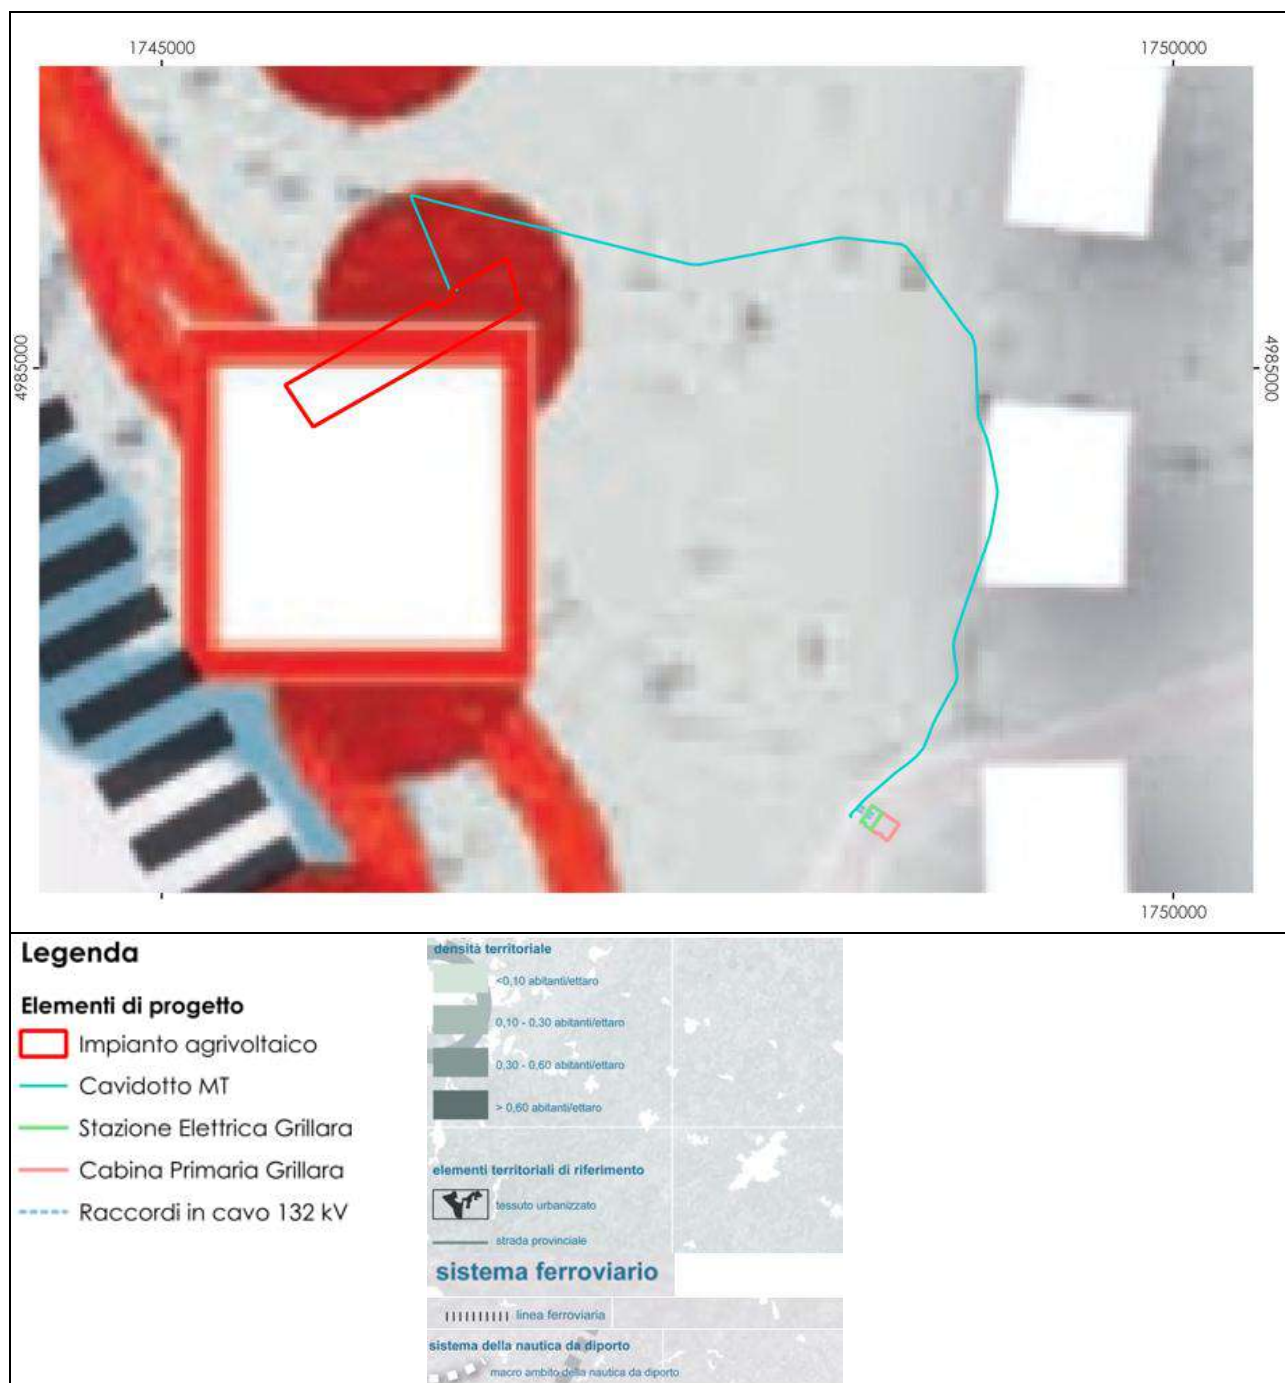 1745000
1750000
4985000
4985000
1750000
Legenda
Elementi di progetto
Impianto agrivoltaico
Cavidotto MT
Stazione Elettrica Grillara
Cabina Primaria Grillara
Raccordi in cavo 132 kV
densità territoriale
<0,10 abitanti/ettaro
0,10 - 0,30 abitanti/ettaro
0,30 - 0,60 abitanti/ettaro
> 0,60 abitanti/ettaro
elementi territoriali di riferimento
tessuto urbanizzato
strada provinciale
sistema ferroviario
linea ferroviaria
sistema della nautica da diporto
macro ambito della nautica da diporto